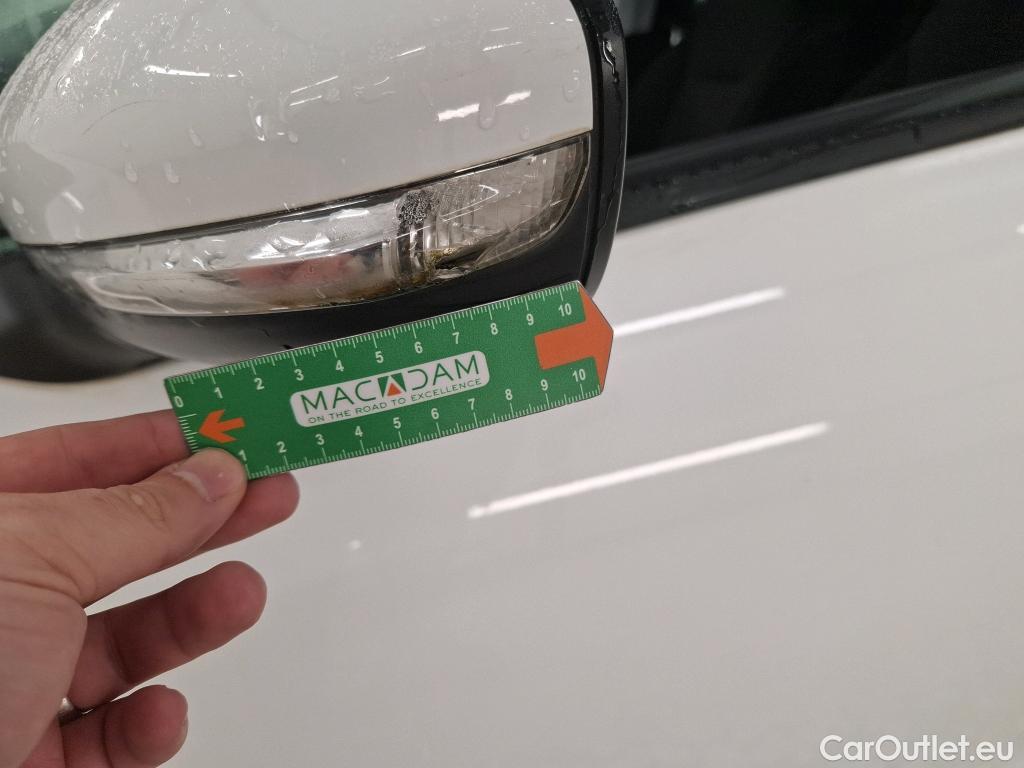 0 1 2 3 4 5 6 7 8 9 10
MACADAM
ON THE ROAD TO EXCELLENCE
1 2 3 4 5 6 7 8 9 10
CarOutlet.eu